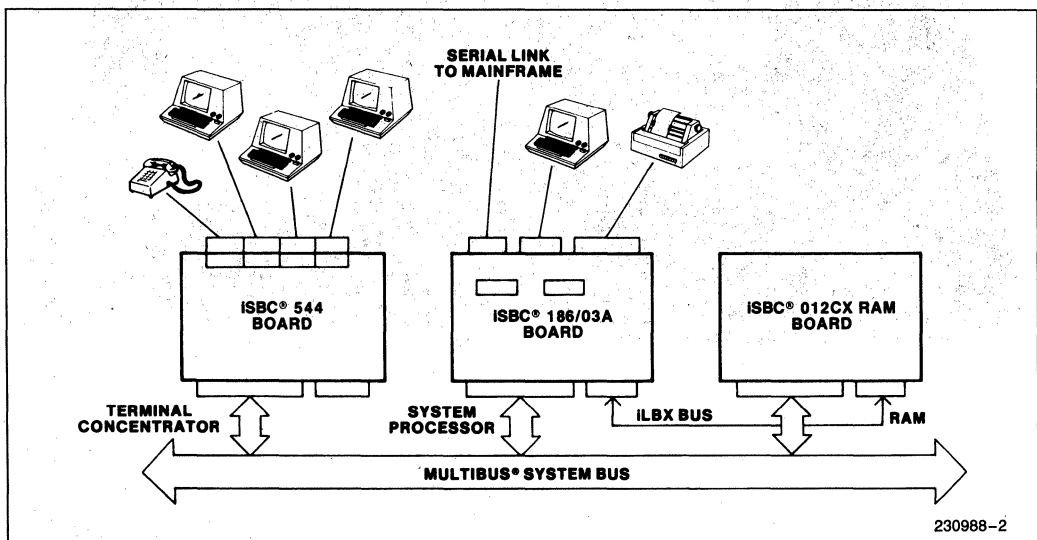 SERIAL LINK
TO MAINFRAME
iSBC® 544
BOARD
iSBC® 186/03A
BOARD
iSBC® 012CX RAM
BOARD
TERMINAL
CONCENTRATOR
SYSTEM
PROCESSOR
iLBX BUS
RAM
MULTIBUS® SYSTEM BUS
230988-2